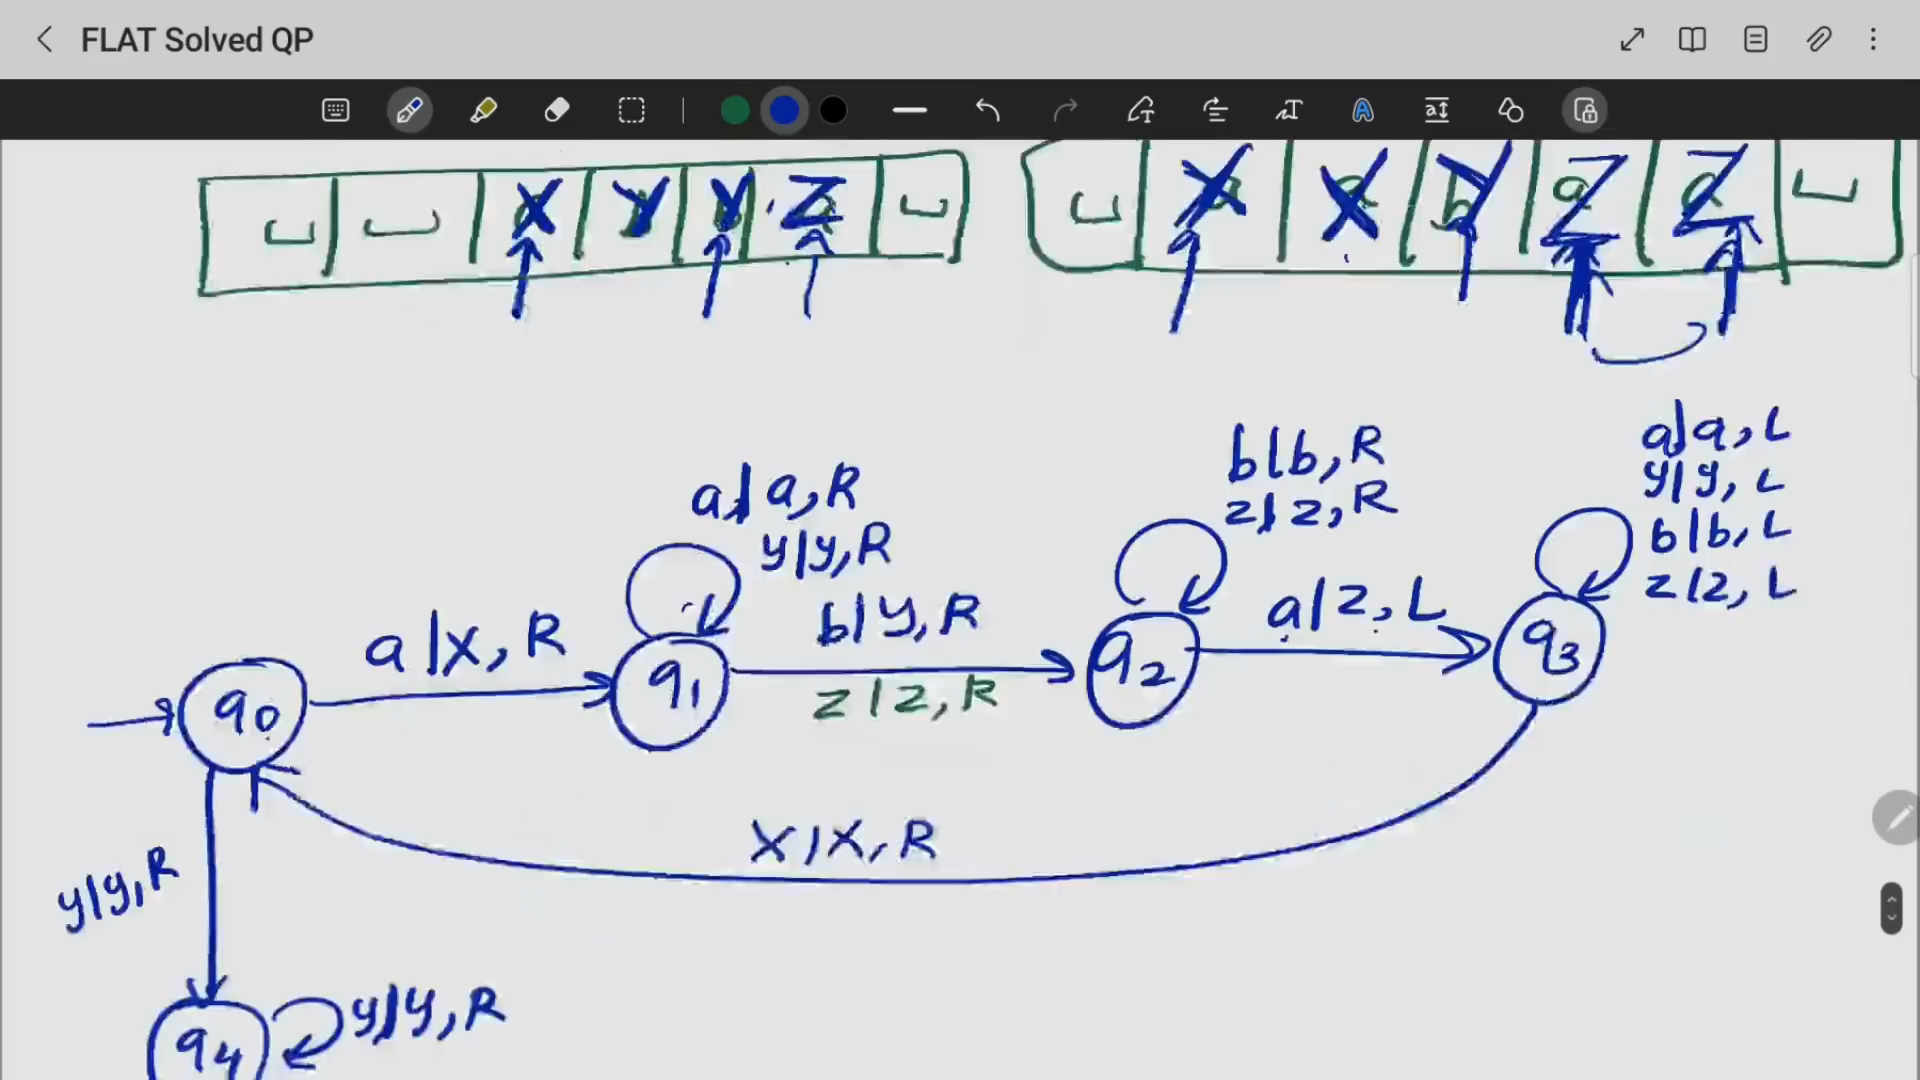 FLAT Solved QP
X Y Y Z
X X Y Z Z
a|a, R
y|y, R
b|b, R
z|z, R
a|a, L
y|y, L
b|b, L
z|z, L
a|x, R
b|y, R
z|z, R
a|z, L
q0
q1
q2
q3
X|X, R
y|y, R
y|y, R
q4